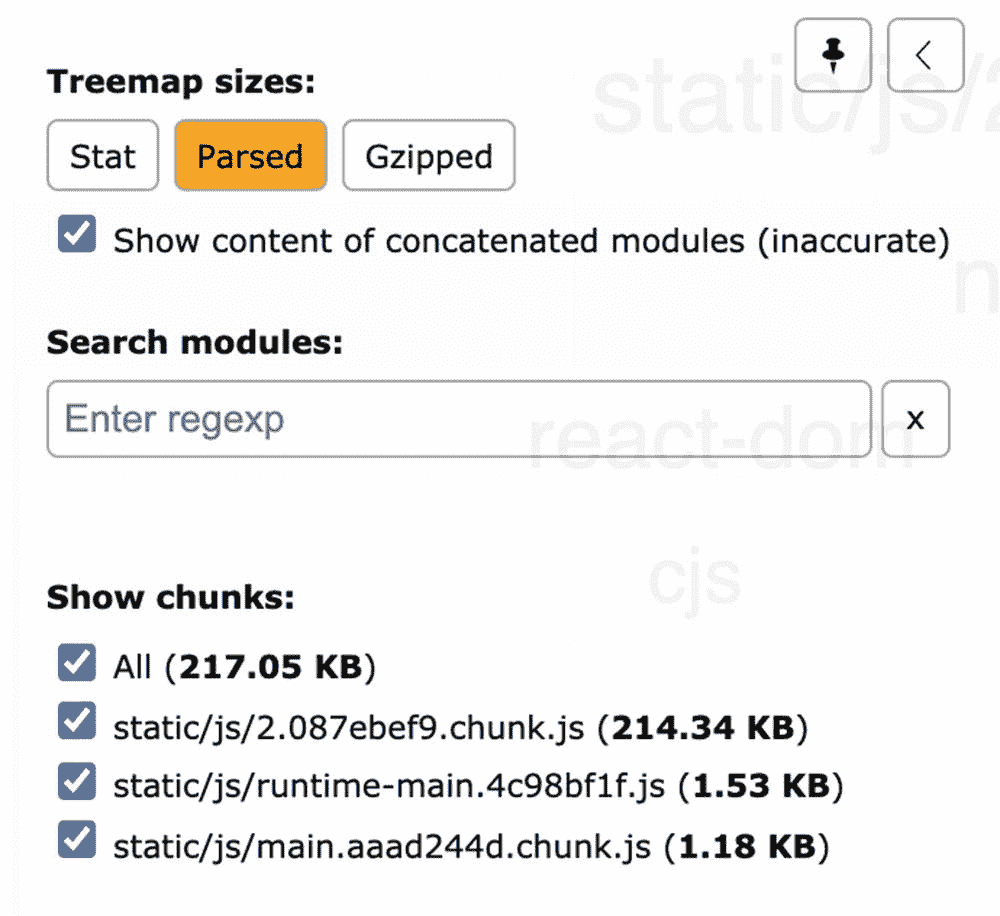 Treemap sizes:
Stat Parsed Gzipped
Show content of concatenated modules (inaccurate)
Search modules:
Enter regexp x
Show chunks:
All (217.05 KB)
static/js/2.087ebef9.chunk.js (214.34 KB)
static/js/runtime-main.4c98bf1f.js (1.53 KB)
static/js/main.aaad244d.chunk.js (1.18 KB)
static/js/2
react-dom
cjs